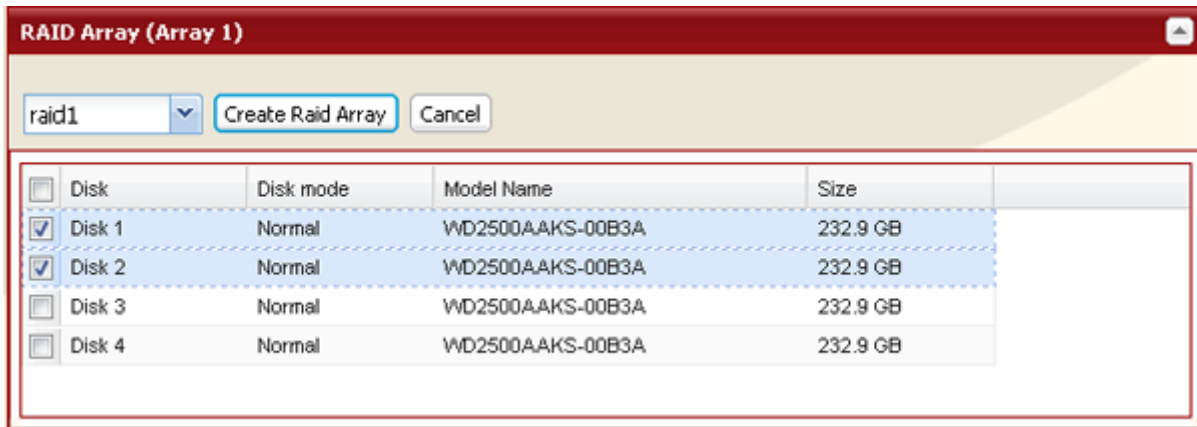 RAID Array (Array 1)
raid1 Create Raid Array Cancel
Disk Disk mode Model Name Size
Disk 1 Normal WD2500AAKS-00B3A 232.9 GB
Disk 2 Normal WD2500AAKS-00B3A 232.9 GB
Disk 3 Normal WD2500AAKS-00B3A 232.9 GB
Disk 4 Normal WD2500AAKS-00B3A 232.9 GB